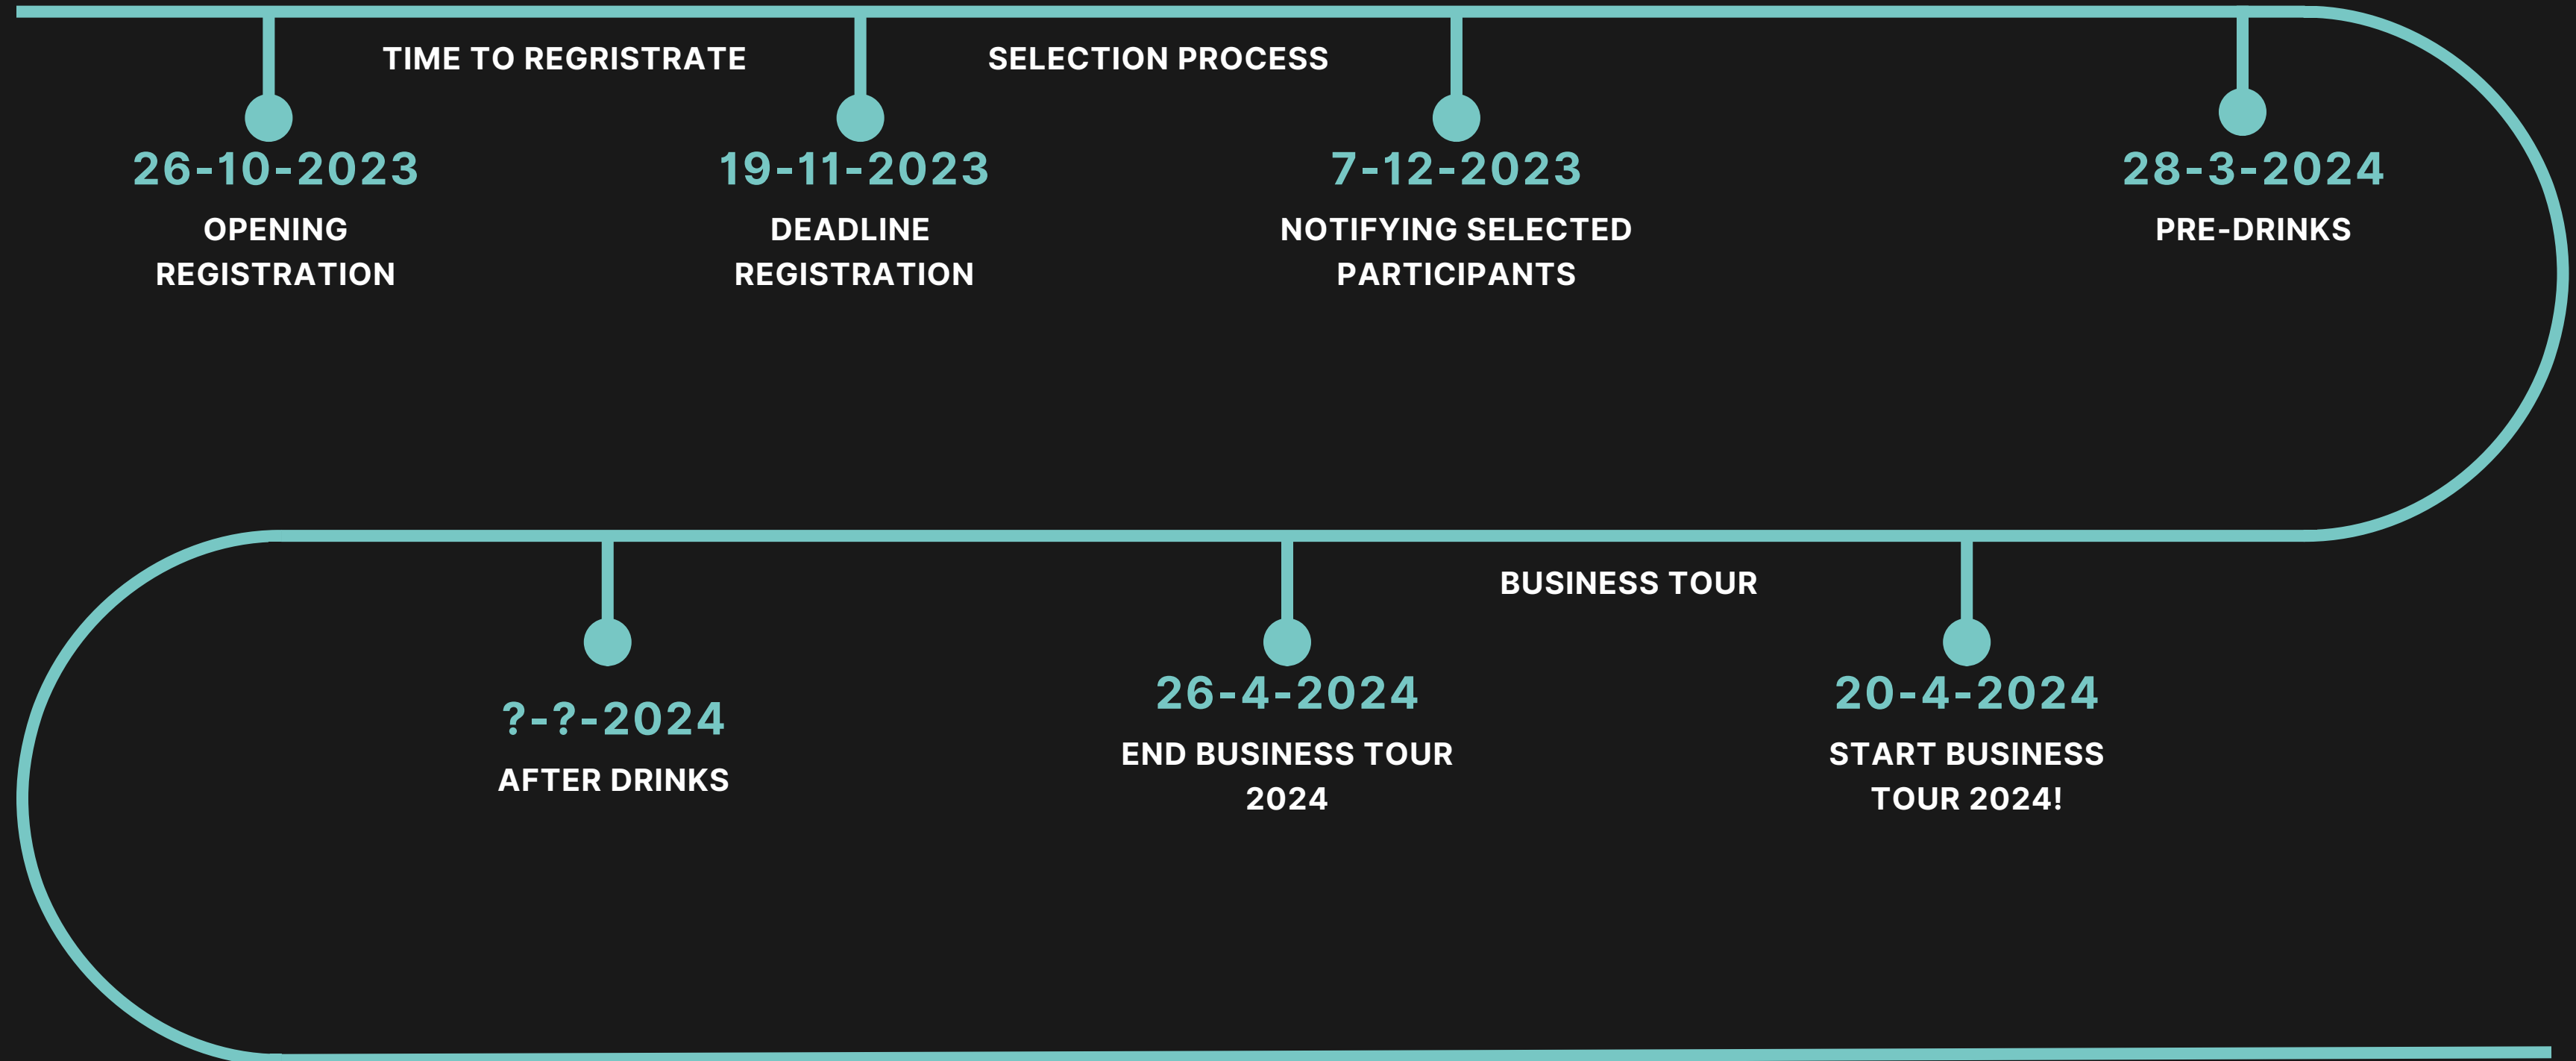 TIME TO REGRISTRATE
SELECTION PROCESS
26-10-2023
OPENING
REGISTRATION
19-11-2023
DEADLINE
REGISTRATION
7-12-2023
NOTIFYING SELECTED
PARTICIPANTS
28-3-2024
PRE-DRINKS
BUSINESS TOUR
?-?-2024
AFTER DRINKS
26-4-2024
END BUSINESS TOUR
2024
20-4-2024
START BUSINESS
TOUR 2024!